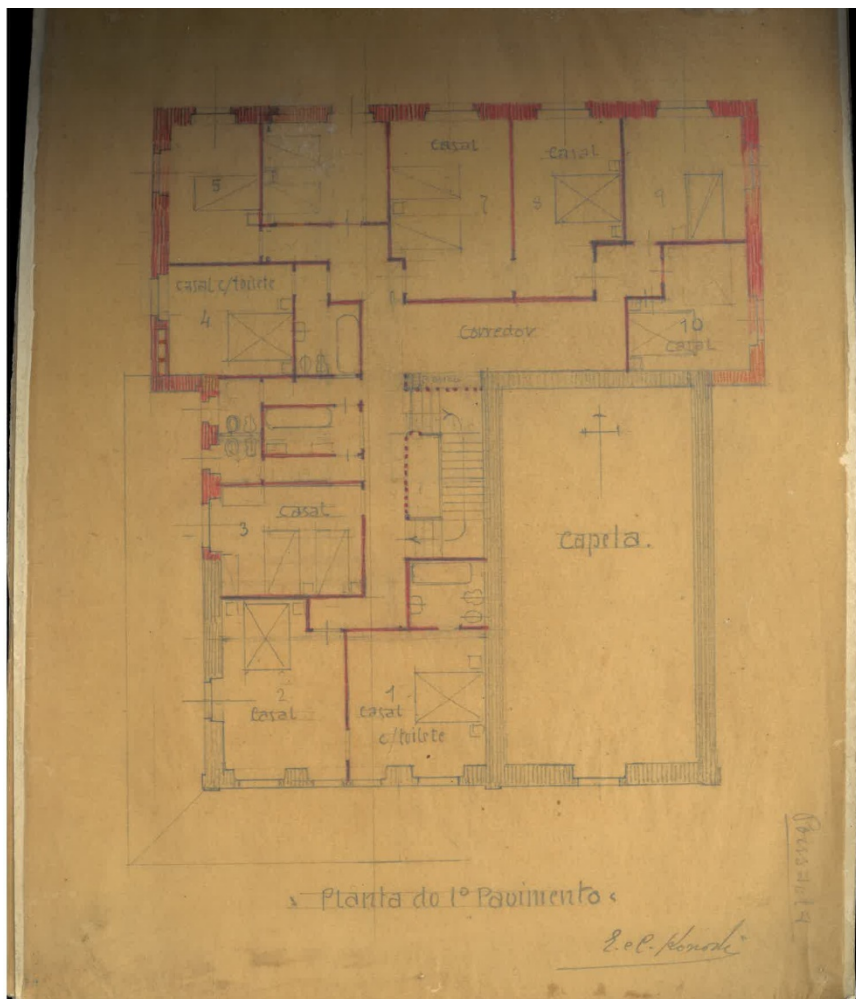 5
casal
7
casal
8
9
casal c/toilete
4
Corredor
10
casal
casal
3
Capela.
2
casal
1
casal
c/toilete
Planta do 1º Pavimento